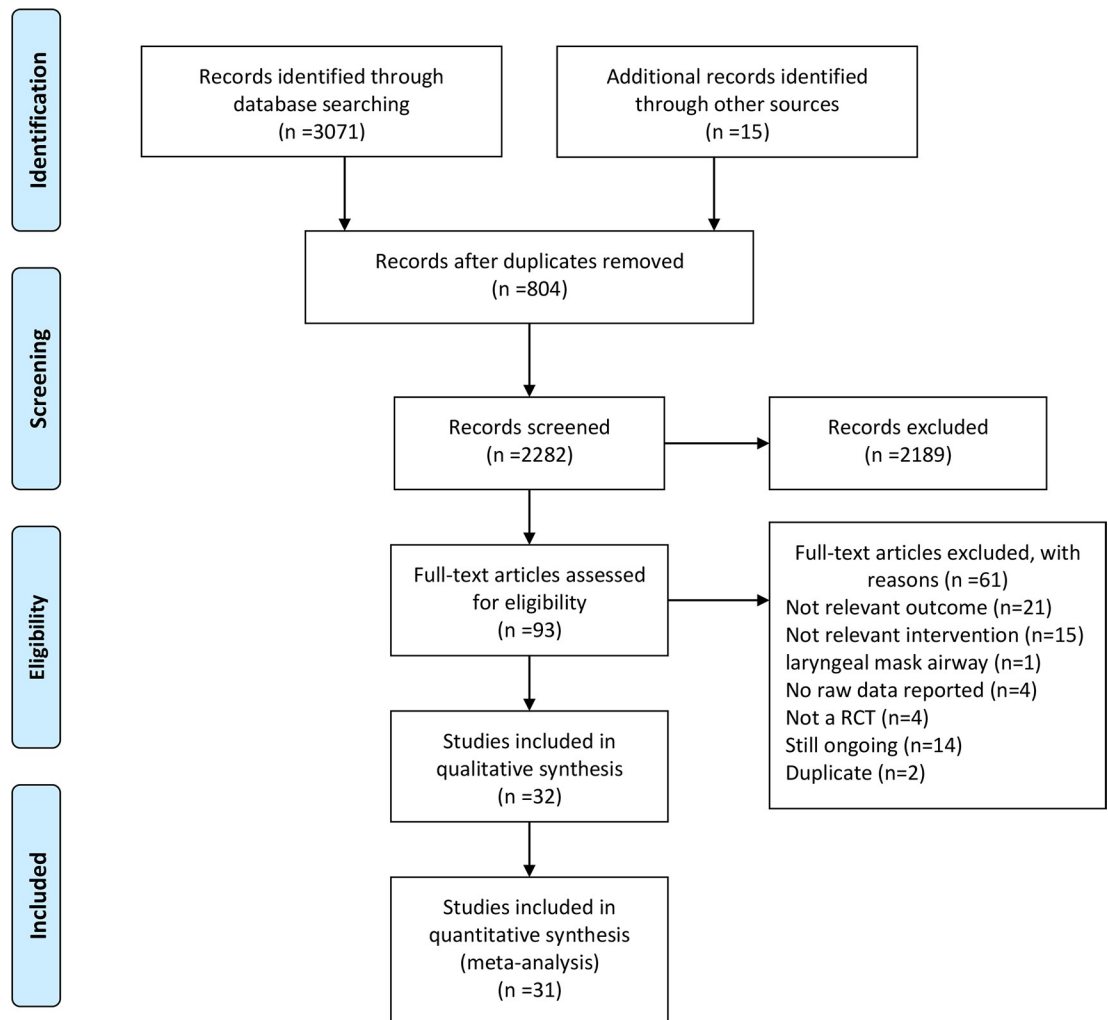 Identification
Records identified through
database searching
(n =3071)
Additional records identified
through other sources
(n =15)
Records after duplicates removed
(n =804)
Screening
Records screened
(n =2282)
Records excluded
(n =2189)
Eligibility
Full-text articles assessed
for eligibility
(n =93)
Full-text articles excluded, with
reasons (n =61)
Not relevant outcome (n=21)
Not relevant intervention (n=15)
laryngeal mask airway (n=1)
No raw data reported (n=4)
Not a RCT (n=4)
Still ongoing (n=14)
Duplicate (n=2)
Studies included in
qualitative synthesis
(n =32)
Included
Studies included in
quantitative synthesis
(meta-analysis)
(n =31)